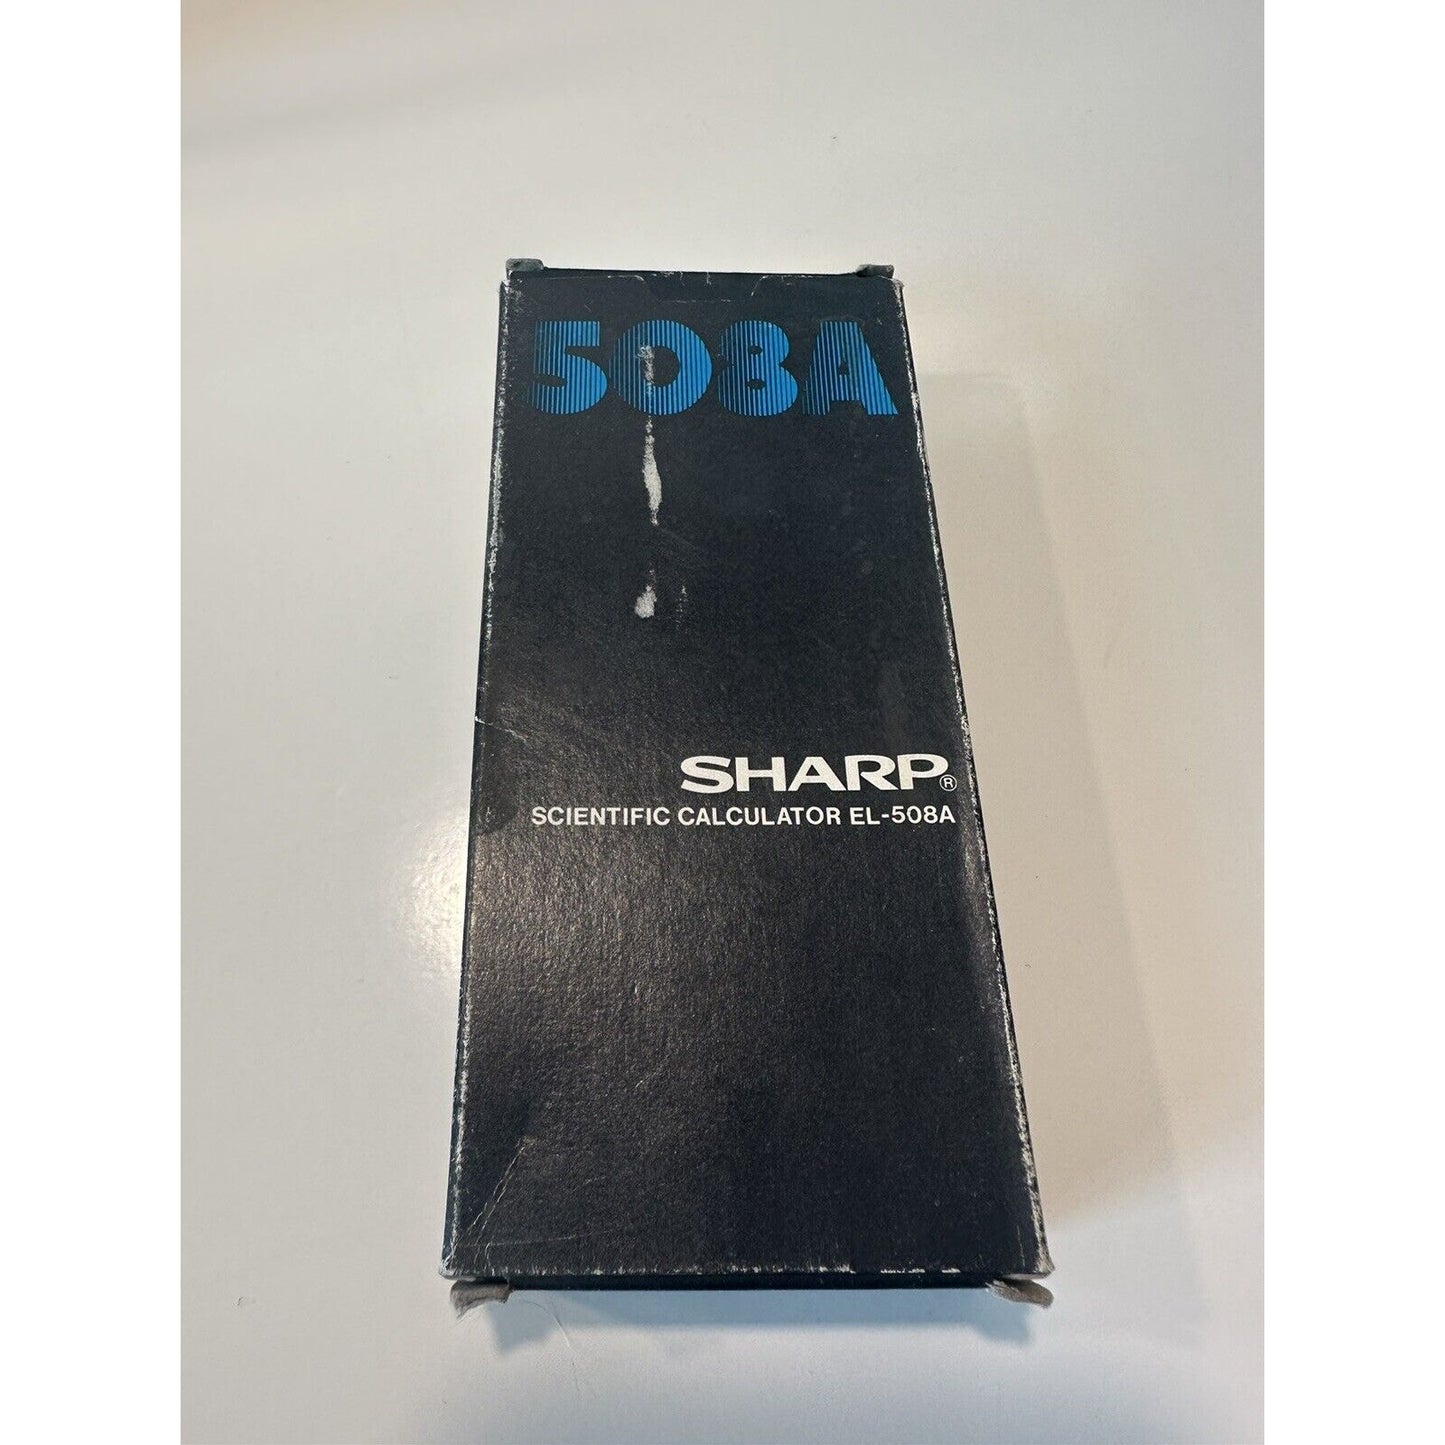 508A
SHARP®
SCIENTIFIC CALCULATOR EL-508A